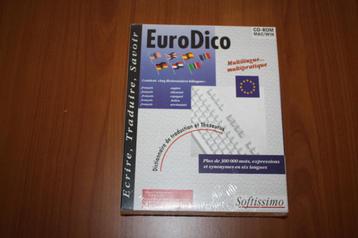 EuroDico
CD-ROM
MAC/WIN
Multilingue...
multipratique
Contient cinq dictionnaires bilingues :
français anglais
français allemand
français espagnol
français italien
français néerlandais
Ecrire, Traduire, Savoir
Dictionnaire de traduction et Thésaurus
Plus de 300 000 mots, expressions
et synonymes en six langues
Softissimo